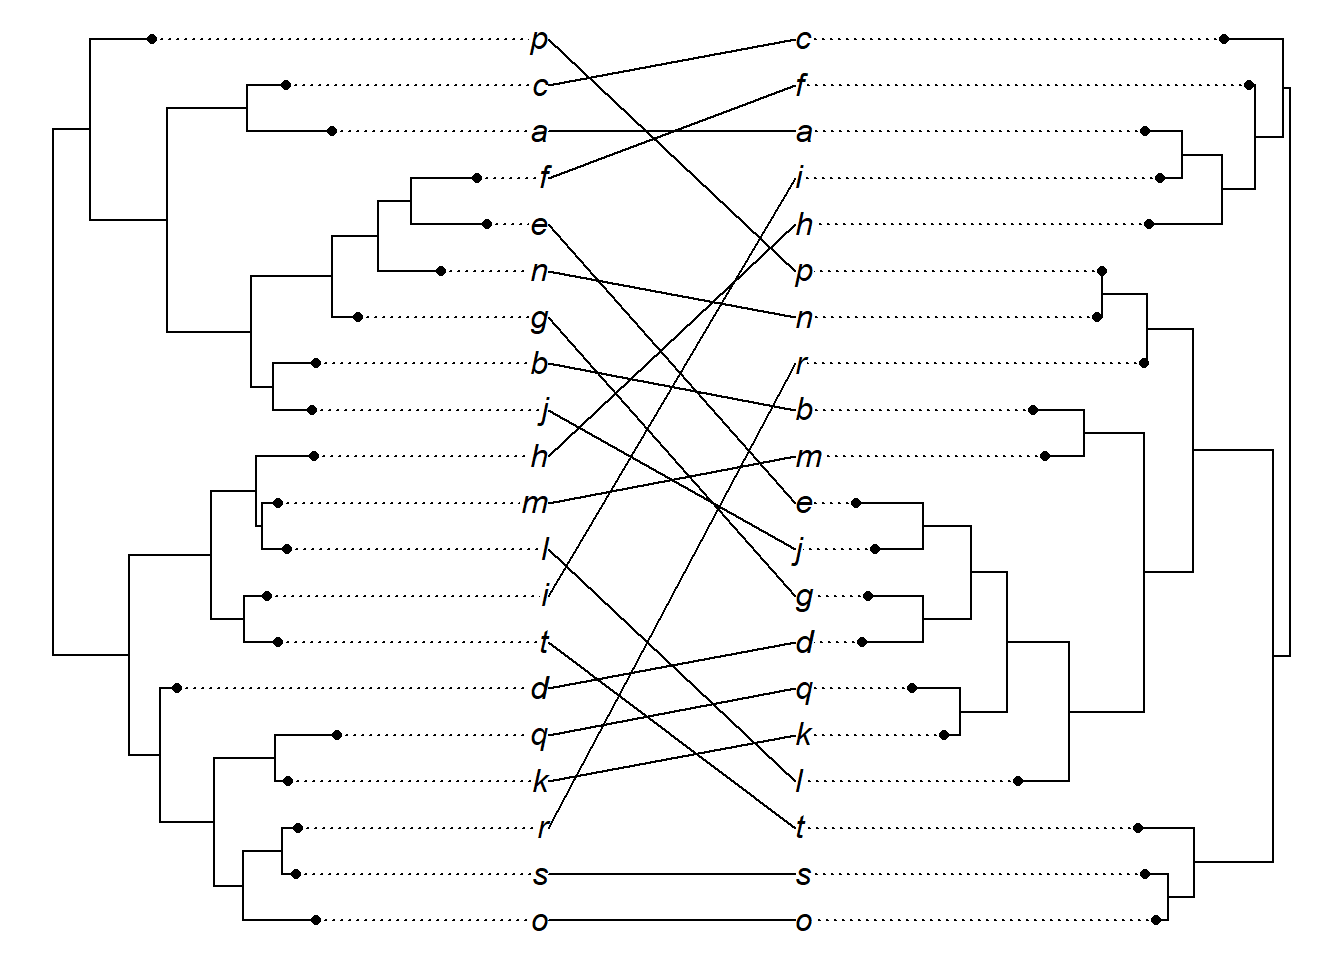 p c
c f
a a
f i
e h
n p
g n
b r
j b
h m
m e
l j
i g
t d
d q
q k
k l
r t
s s
o o